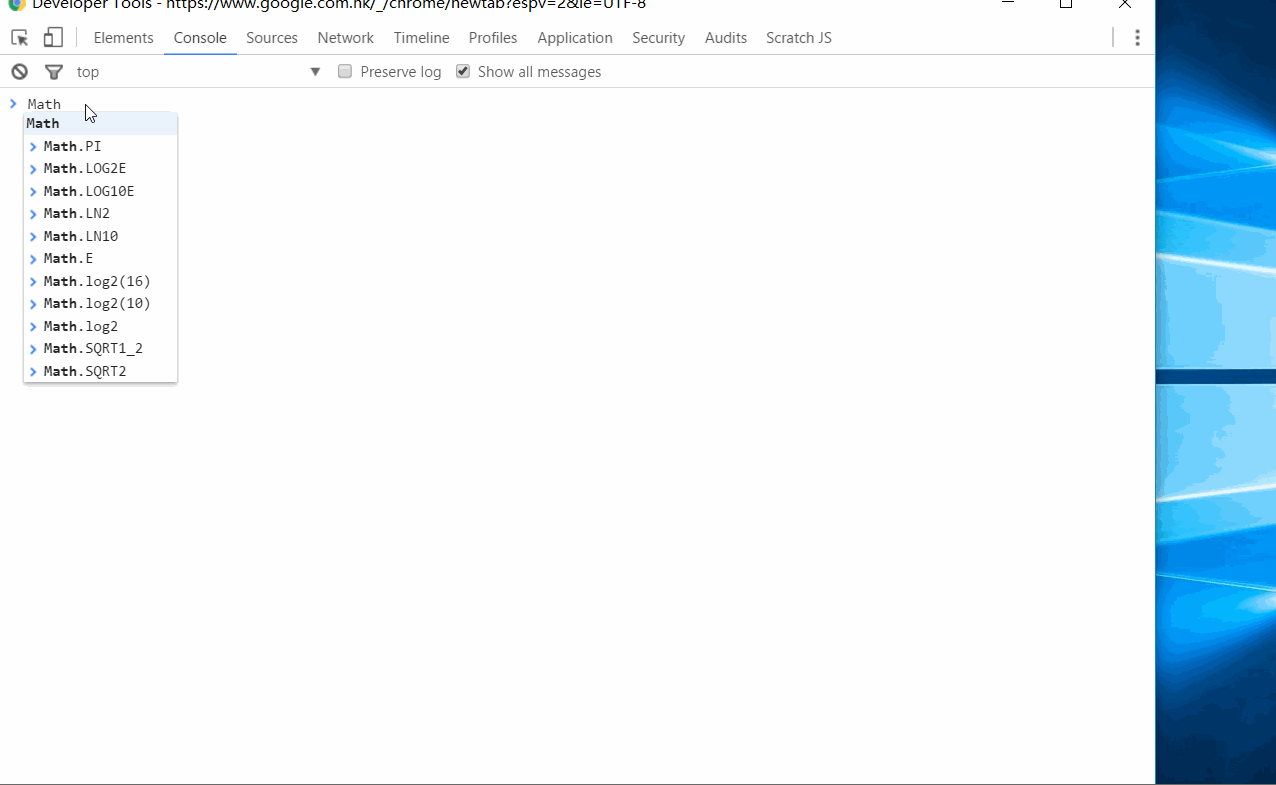 Developer Tools - https://www.google.com.hk/_/chrome/newtab?espv=2&ie=UTF-8
Elements Console Sources Network Timeline Profiles Application Security Audits Scratch JS
top Preserve log Show all messages
Math
Math
Math.PI
Math.LOG2E
Math.LOG10E
Math.LN2
Math.LN10
Math.E
Math.log2(16)
Math.log2(10)
Math.log2
Math.SQRT1_2
Math.SQRT2